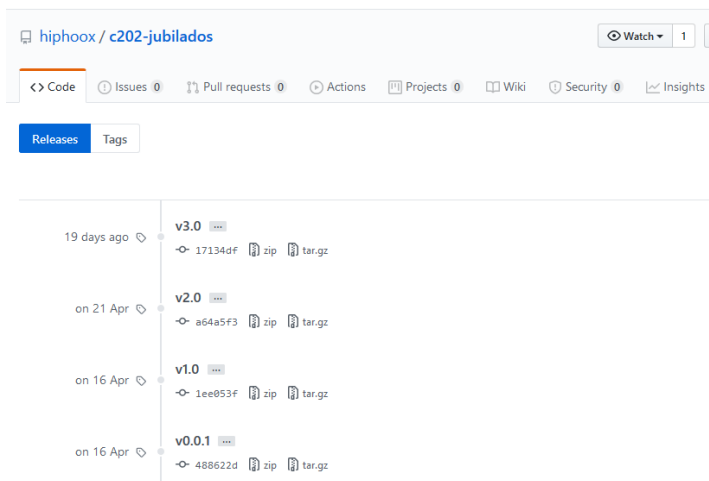 hiphoox / c202-jubilados
Watch 1
Code Issues 0 Pull requests 0 Actions Projects 0 Wiki Security 0 Insights
Releases Tags
v3.0 ...
19 days ago
17134df zip tar.gz
v2.0 ...
on 21 Apr
a64a5f3 zip tar.gz
v1.0 ...
on 16 Apr
1ee053f zip tar.gz
v0.0.1 ...
on 16 Apr
488622d zip tar.gz